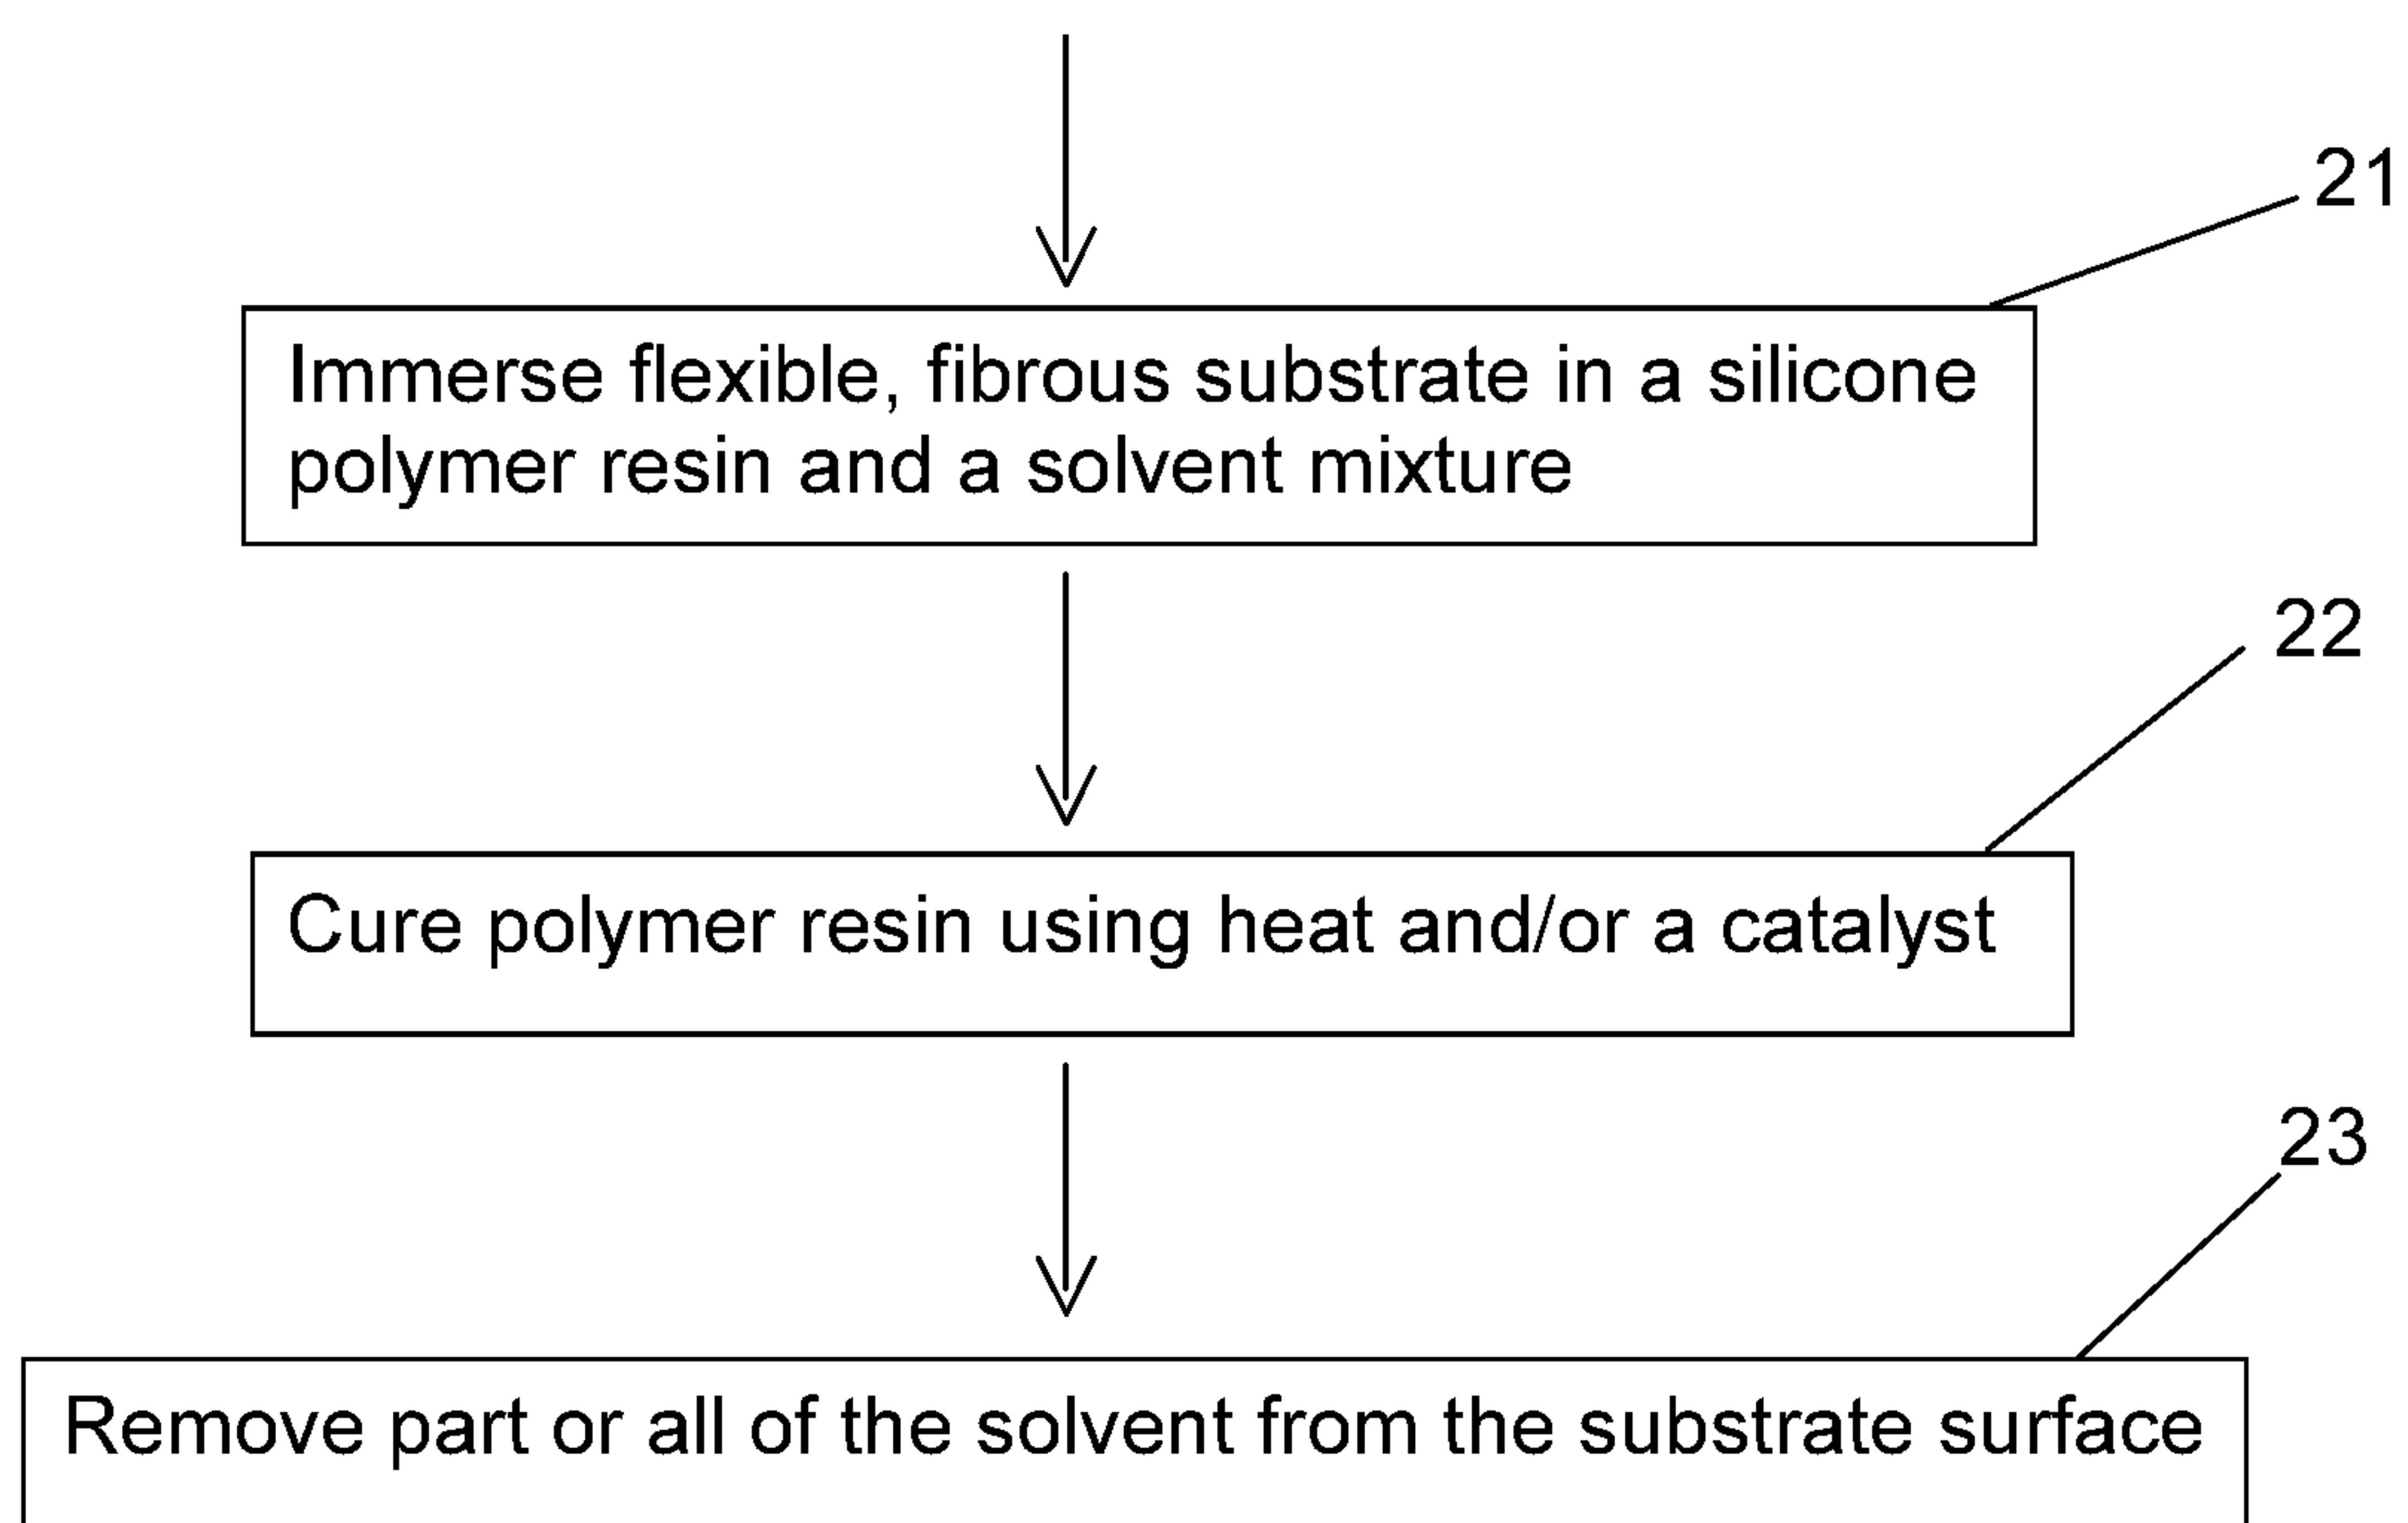 21
Immerse flexible, fibrous substrate in a silicone
polymer resin and a solvent mixture
22
Cure polymer resin using heat and/or a catalyst
23
Remove part or all of the solvent from the substrate surface